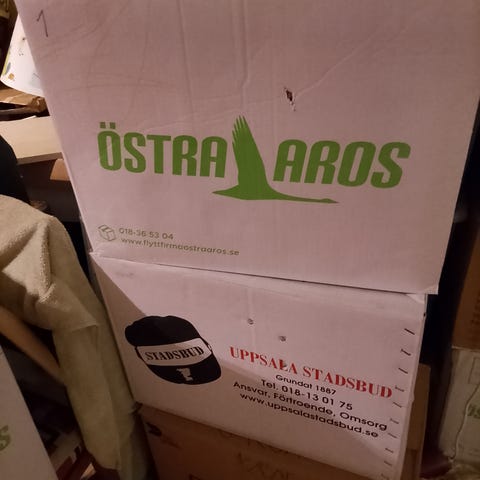 1
ÖSTRA AROS
018-36 53 04
www.flyttfirmaostraaros.se
STADSBUD
UPPSALA STADSBUD
Grundat 1887
Tel. 018-13 01 75
Ansvar, Förtroende, Omsorg
www.uppsalastadsbud.se
OS